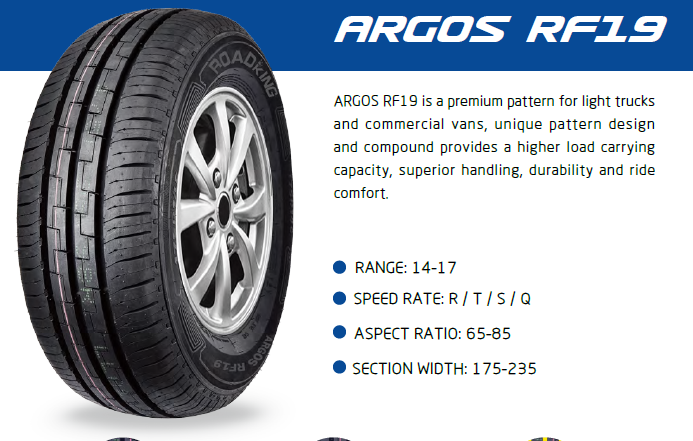 ARGOS RF19
ROADKING
ARGOS RF19
ARGOS RF19 is a premium pattern for light trucks
and commercial vans, unique pattern design
and compound provides a higher load carrying
capacity, superior handling, durability and ride
comfort.
RANGE: 14-17
SPEED RATE: R / T / S / Q
ASPECT RATIO: 65-85
SECTION WIDTH: 175-235